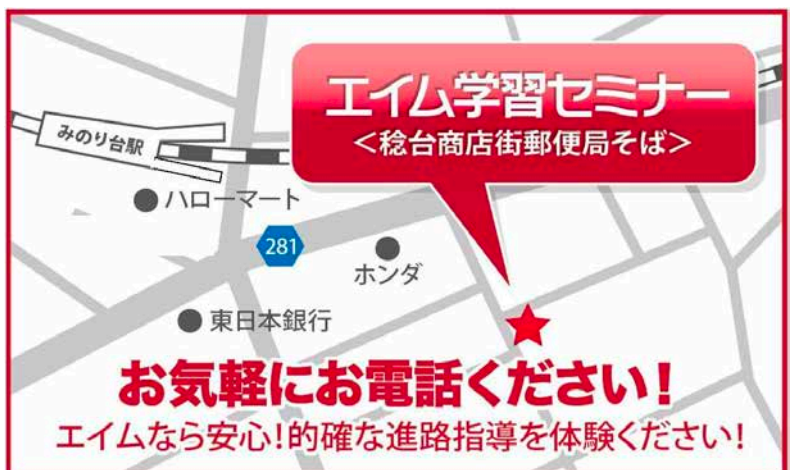 エイム学習セミナー
＜稔台商店街郵便局そば＞
みのり台駅
ハローマート
281
ホンダ
東日本銀行
お気軽にお電話ください！
エイムなら安心！的確な進路指導を体験ください！